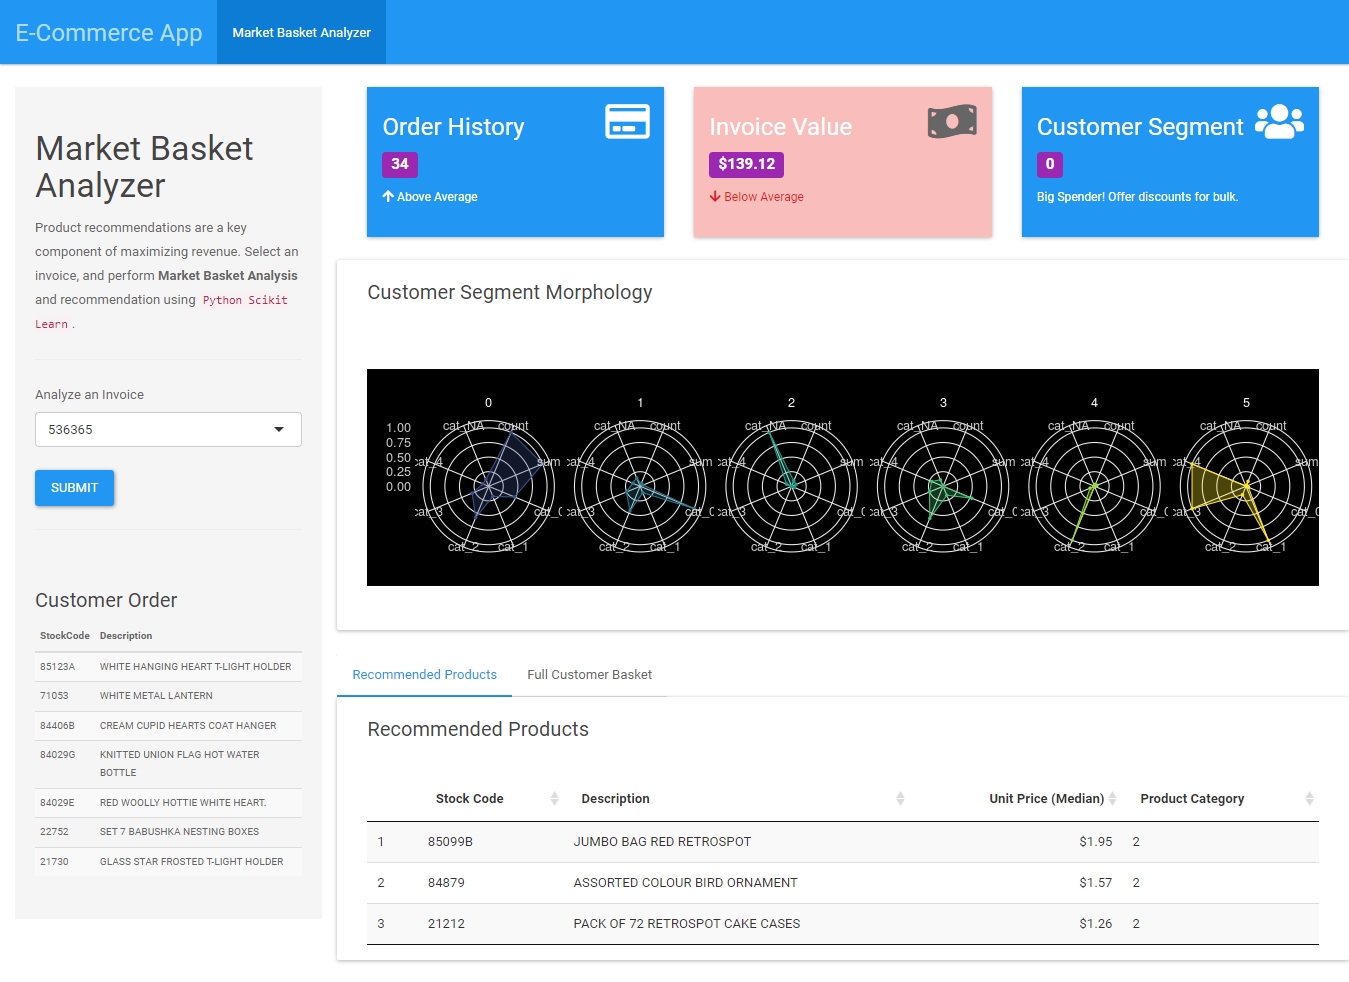 E-Commerce App
Market Basket Analyzer
Market Basket
Analyzer
Product recommendations are a key
component of maximizing revenue. Select an
invoice, and perform Market Basket Analysis
and recommendation using Python Scikit
Learn .
Analyze an Invoice
536365
SUBMIT
Customer Order
StockCode Description
85123A WHITE HANGING HEART T-LIGHT HOLDER
71053 WHITE METAL LANTERN
84406B CREAM CUPID HEARTS COAT HANGER
84029G KNITTED UNION FLAG HOT WATER
BOTTLE
84029E RED WOOLLY HOTTIE WHITE HEART.
22752 SET 7 BABUSHKA NESTING BOXES
21730 GLASS STAR FROSTED T-LIGHT HOLDER
Order History
34
Above Average
Invoice Value
$139.12
Below Average
Customer Segment
0
Big Spender! Offer discounts for bulk.
Customer Segment Morphology
0 1 2 3 4 5
1.00
0.75
0.50
0.25
0.00
cat_NA count cat_NA count cat_NA count cat_NA count cat_NA count cat_NA count
cat_4 sum cat_4 sum cat_4 sum cat_4 sum cat_4 sum cat_4 sum
cat_3 cat_0 cat_3 cat_0 cat_3 cat_0 cat_3 cat_0 cat_3 cat_0 cat_3 cat_0
cat_2 cat_1 cat_2 cat_1 cat_2 cat_1 cat_2 cat_1 cat_2 cat_1 cat_2 cat_1
Recommended Products Full Customer Basket
Recommended Products
Stock Code Description Unit Price (Median) Product Category
1 85099B JUMBO BAG RED RETROSPOT $1.95 2
2 84879 ASSORTED COLOUR BIRD ORNAMENT $1.57 2
3 21212 PACK OF 72 RETROSPOT CAKE CASES $1.26 2